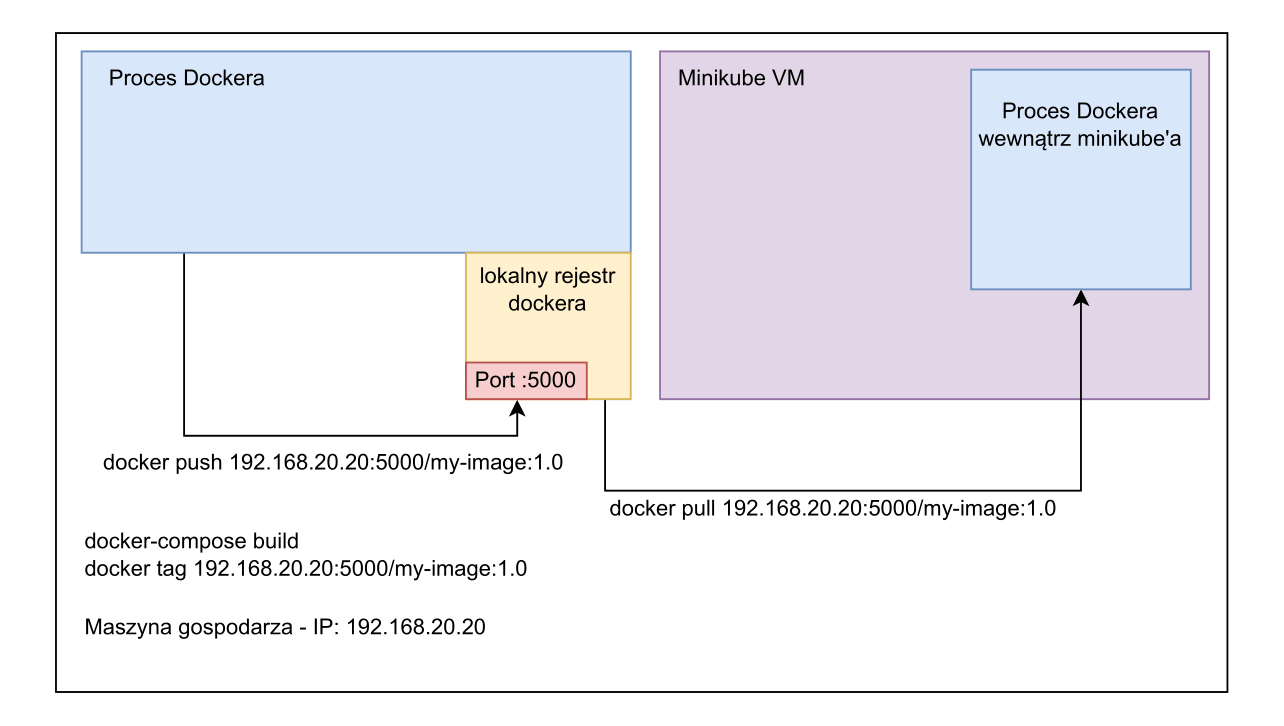 Proces Dockera
Minikube VM
Proces Dockera
wewnątrz minikube'a
lokalny rejestr
dockera
Port :5000
docker push 192.168.20.20:5000/my-image:1.0
docker pull 192.168.20.20:5000/my-image:1.0
docker-compose build
docker tag 192.168.20.20:5000/my-image:1.0
Maszyna gospodarza - IP: 192.168.20.20